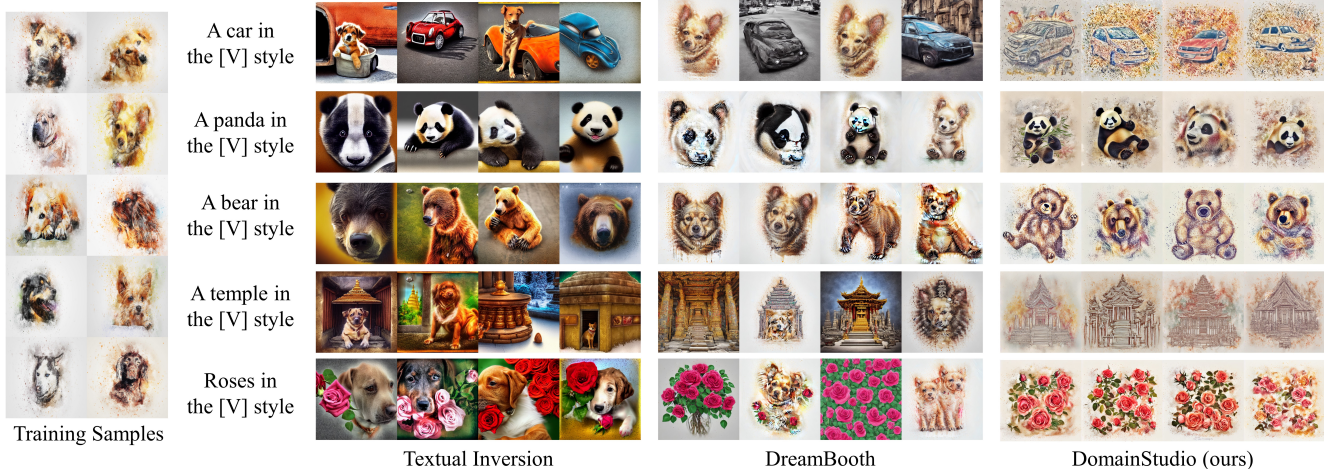 A car in
the [V] style
A panda in
the [V] style
A bear in
the [V] style
A temple in
the [V] style
Roses in
the [V] style
Training Samples
Textual Inversion
DreamBooth
DomainStudio (ours)